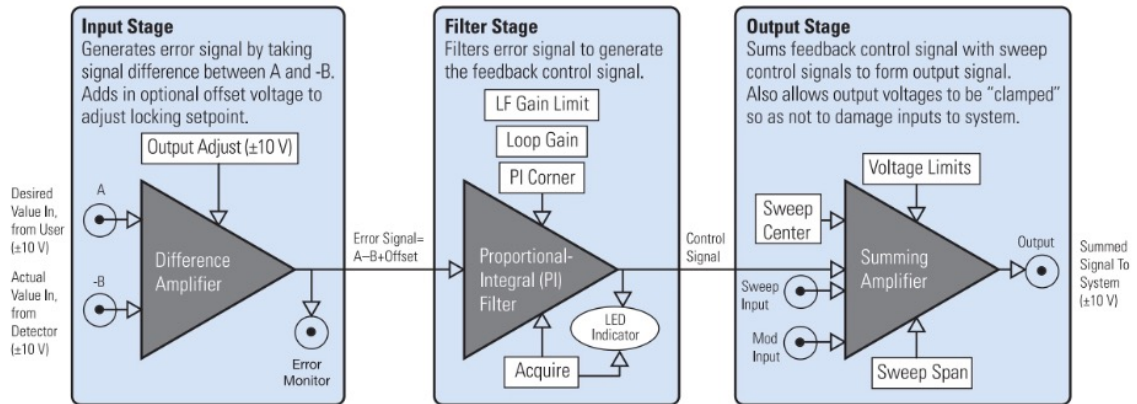 Input Stage
Generates error signal by taking
signal difference between A and -B.
Adds in optional offset voltage to
adjust locking setpoint.
Output Adjust (±10 V)
A
Desired
Value In,
from User
(±10 V)
Actual
Value In,
from
Detector
(±10 V)
-B
Difference
Amplifier
Error
Monitor
Error Signal=
A–B+Offset
Filter Stage
Filters error signal to generate
the feedback control signal.
LF Gain Limit
Loop Gain
PI Corner
Proportional-
Integral (PI)
Filter
LED
Indicator
Acquire
Control
Signal
Output Stage
Sums feedback control signal with sweep
control signals to form output signal.
Also allows output voltages to be “clamped”
so as not to damage inputs to system.
Voltage Limits
Sweep
Center
Sweep
Input
Mod
Input
Summing
Amplifier
Sweep Span
Output
Summed
Signal To
System
(±10 V)